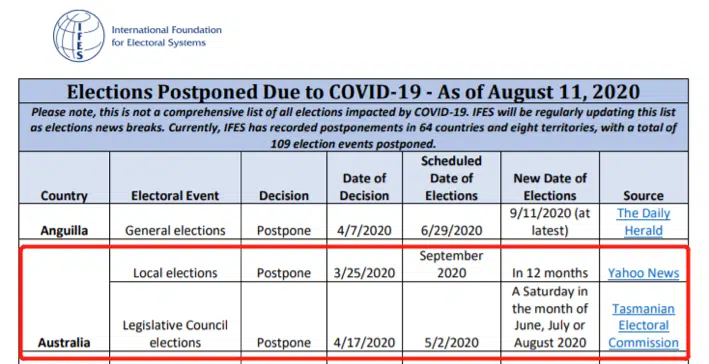 IFES
International Foundation
for Electoral Systems
Elections Postponed Due to COVID-19 - As of August 11, 2020
Please note, this is not a comprehensive list of all elections impacted by COVID-19. IFES will be regularly updating this list
as elections news breaks. Currently, IFES has recorded postponements in 64 countries and eight territories, with a total of
109 election events postponed.
Country
Electoral Event
Decision
Date of
Decision
Scheduled
Date of
Elections
New Date of
Elections
Source
Anguilla
General elections
Postpone
4/7/2020
6/29/2020
9/11/2020 (at
latest)
The Daily
Herald
Australia
Local elections
Postpone
3/25/2020
September
2020
In 12 months
Yahoo News
Legislative Council
elections
Postpone
4/17/2020
5/2/2020
A Saturday in
the month of
June, July or
August 2020
Tasmanian
Electoral
Commission